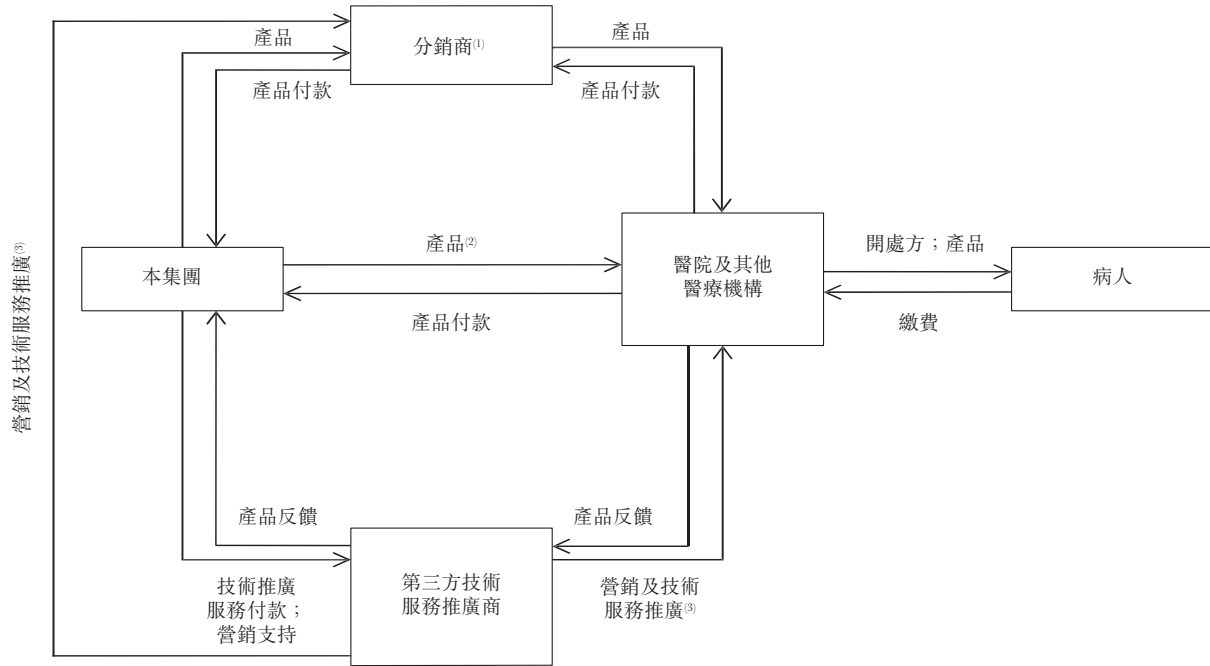 產品
分銷商(1)
產品
產品付款
產品付款
營銷及技術服務推廣(3)
本集團
產品(2)
產品付款
醫院及其他
醫療機構
開處方；產品
繳費
病人
產品反饋
產品反饋
技術推廣
服務付款；
營銷支持
第三方技術
服務推廣商
營銷及技術
服務推廣(3)